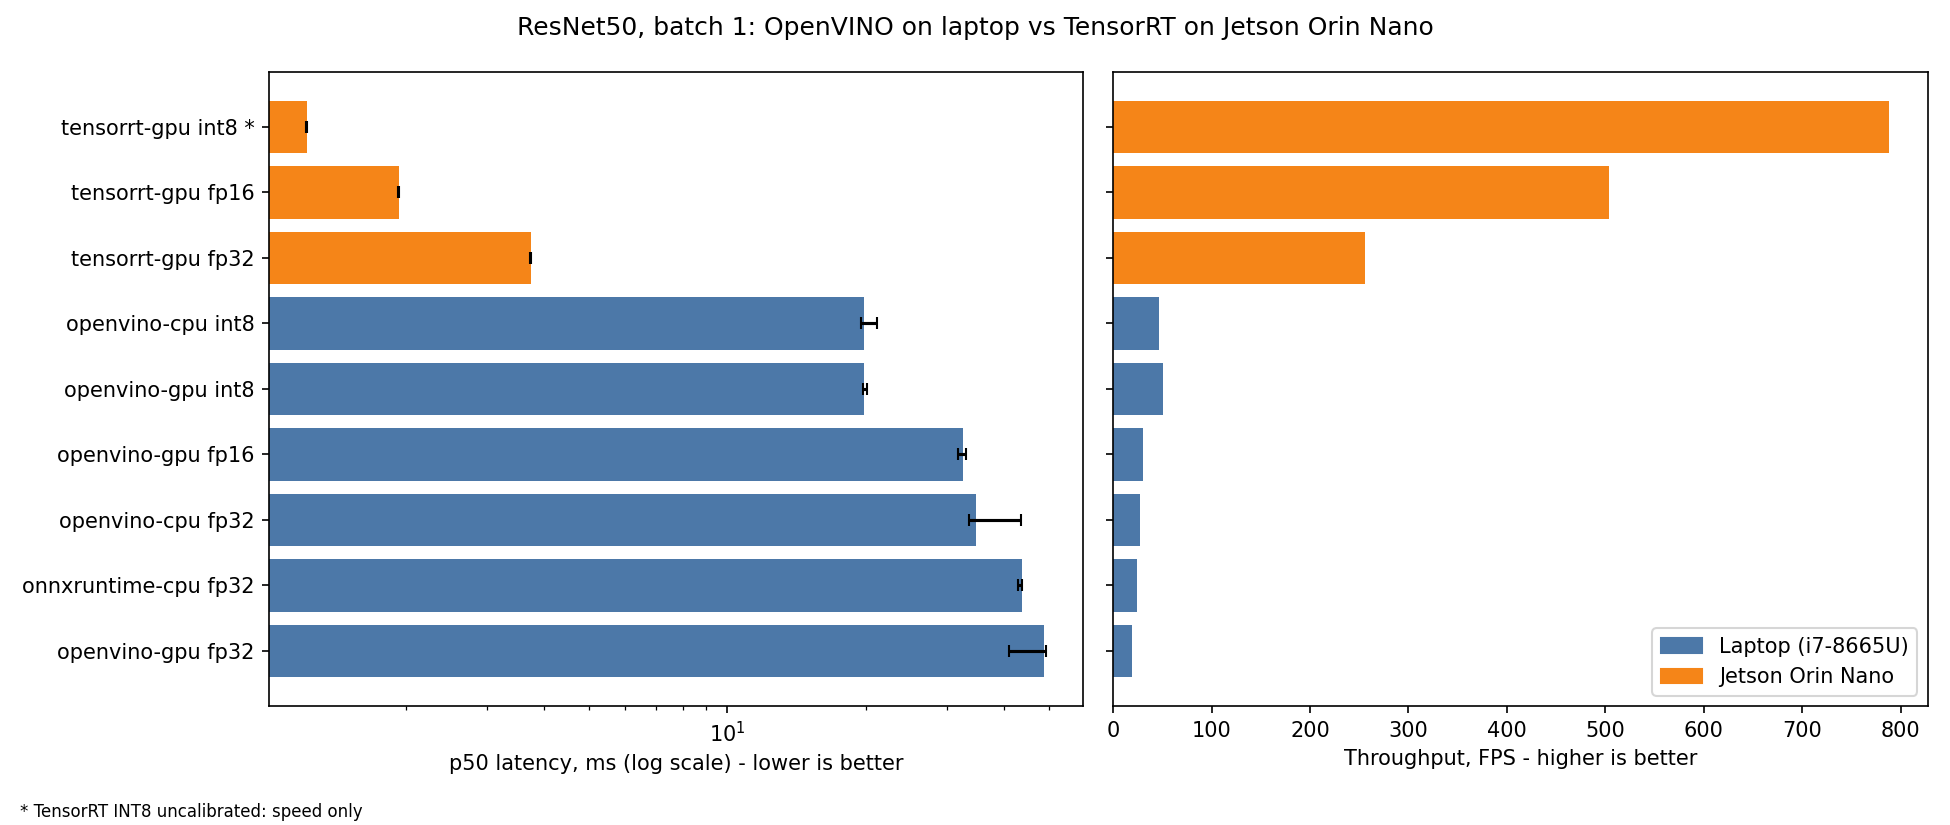 ResNet50, batch 1: OpenVINO on laptop vs TensorRT on Jetson Orin Nano
tensorrt-gpu int8 *
tensorrt-gpu fp16
tensorrt-gpu fp32
openvino-cpu int8
openvino-gpu int8
openvino-gpu fp16
openvino-cpu fp32
onnxruntime-cpu fp32
openvino-gpu fp32
10¹
p50 latency, ms (log scale) - lower is better
Laptop (i7-8665U)
Jetson Orin Nano
0 100 200 300 400 500 600 700 800
Throughput, FPS - higher is better
* TensorRT INT8 uncalibrated: speed only